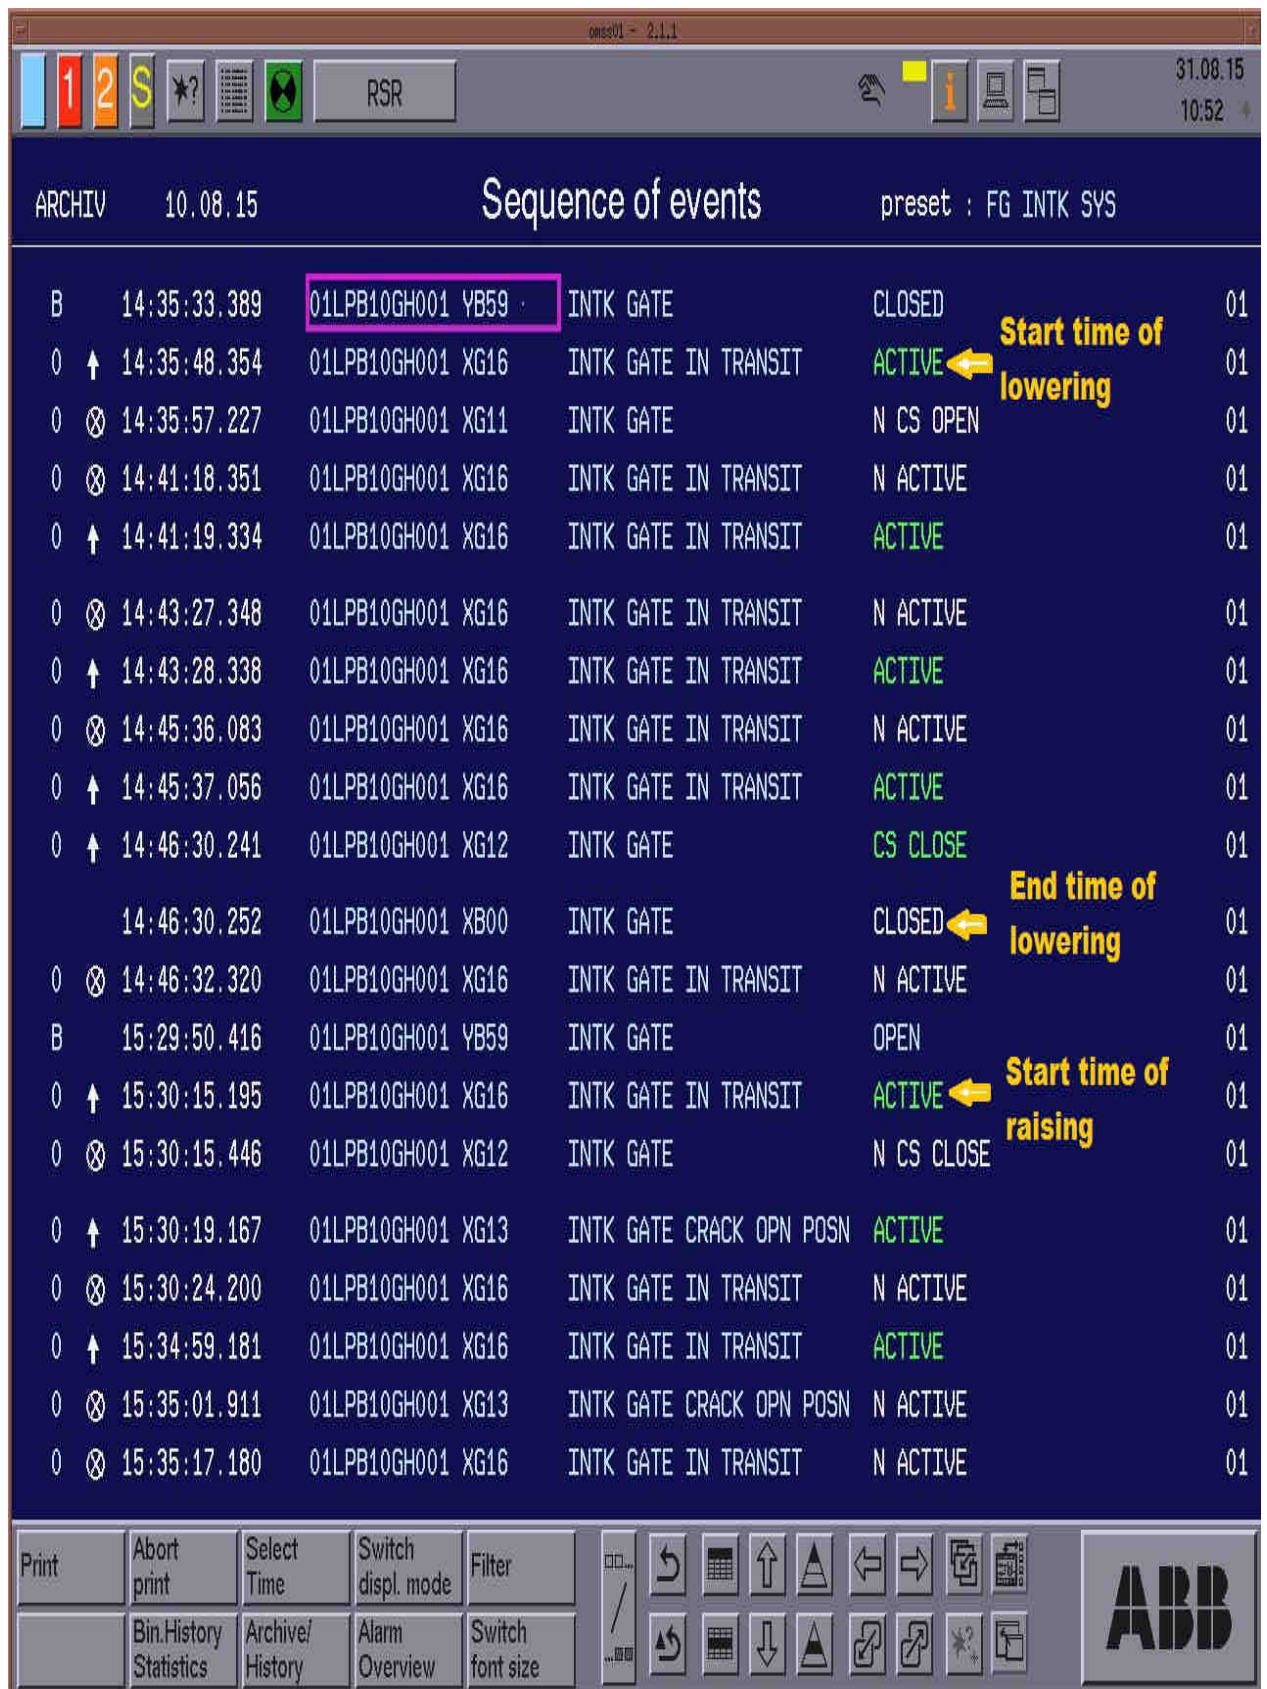 omss01 - 2.1.1
1 2 S ? RSR i 31.08.15
10:52
ARCHIV 10.08.15 Sequence of events preset : FG INTK SYS
B 14:35:33.389 01LPB10GH001 YB59 INTK GATE CLOSED 01
0 14:35:48.354 01LPB10GH001 XG16 INTK GATE IN TRANSIT ACTIVE 01
Start time of
lowering
0 14:35:57.227 01LPB10GH001 XG11 INTK GATE N CS OPEN 01
0 14:41:18.351 01LPB10GH001 XG16 INTK GATE IN TRANSIT N ACTIVE 01
0 14:41:19.334 01LPB10GH001 XG16 INTK GATE IN TRANSIT ACTIVE 01
0 14:43:27.348 01LPB10GH001 XG16 INTK GATE IN TRANSIT N ACTIVE 01
0 14:43:28.338 01LPB10GH001 XG16 INTK GATE IN TRANSIT ACTIVE 01
0 14:45:36.083 01LPB10GH001 XG16 INTK GATE IN TRANSIT N ACTIVE 01
0 14:45:37.056 01LPB10GH001 XG16 INTK GATE IN TRANSIT ACTIVE 01
0 14:46:30.241 01LPB10GH001 XG12 INTK GATE CS CLOSE 01
14:46:30.252 01LPB10GH001 XB00 INTK GATE CLOSED 01
End time of
lowering
0 14:46:32.320 01LPB10GH001 XG16 INTK GATE IN TRANSIT N ACTIVE 01
B 15:29:50.416 01LPB10GH001 YB59 INTK GATE OPEN 01
0 15:30:15.195 01LPB10GH001 XG16 INTK GATE IN TRANSIT ACTIVE 01
Start time of
raising
0 15:30:15.446 01LPB10GH001 XG12 INTK GATE N CS CLOSE 01
0 15:30:19.167 01LPB10GH001 XG13 INTK GATE CRACK OPN POSN ACTIVE 01
0 15:30:24.200 01LPB10GH001 XG16 INTK GATE IN TRANSIT N ACTIVE 01
0 15:34:59.181 01LPB10GH001 XG16 INTK GATE IN TRANSIT ACTIVE 01
0 15:35:01.911 01LPB10GH001 XG13 INTK GATE CRACK OPN POSN N ACTIVE 01
0 15:35:17.180 01LPB10GH001 XG16 INTK GATE IN TRANSIT N ACTIVE 01
Print
Abort
print
Select
Time
Switch
displ. mode
Filter
Bin.History
Statistics
Archive/
History
Alarm
Overview
Switch
font size
ABB